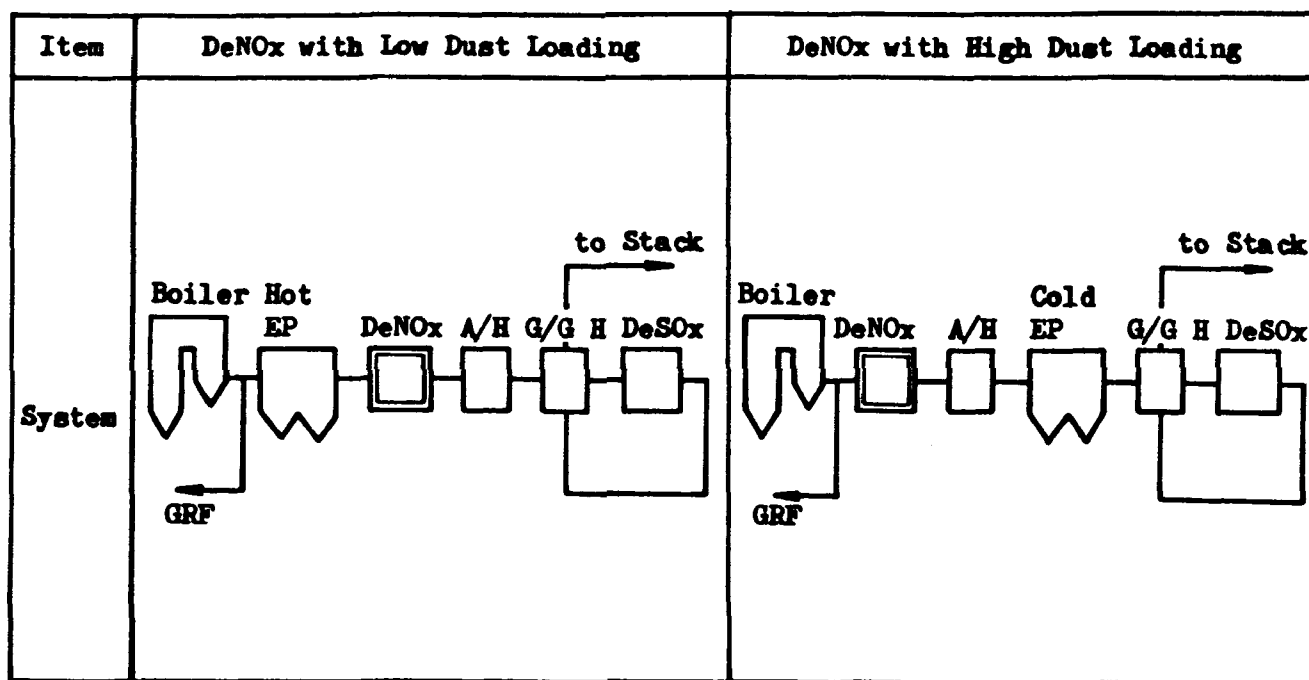 Item
DeNOx with Low Dust Loading
DeNOx with High Dust Loading
System
to Stack
Boiler Hot
EP
DeNOx A/H G/G H DeSOx
GRF
to Stack
Boiler
Cold
DeNOx A/H EP G/G H DeSOx
GRF